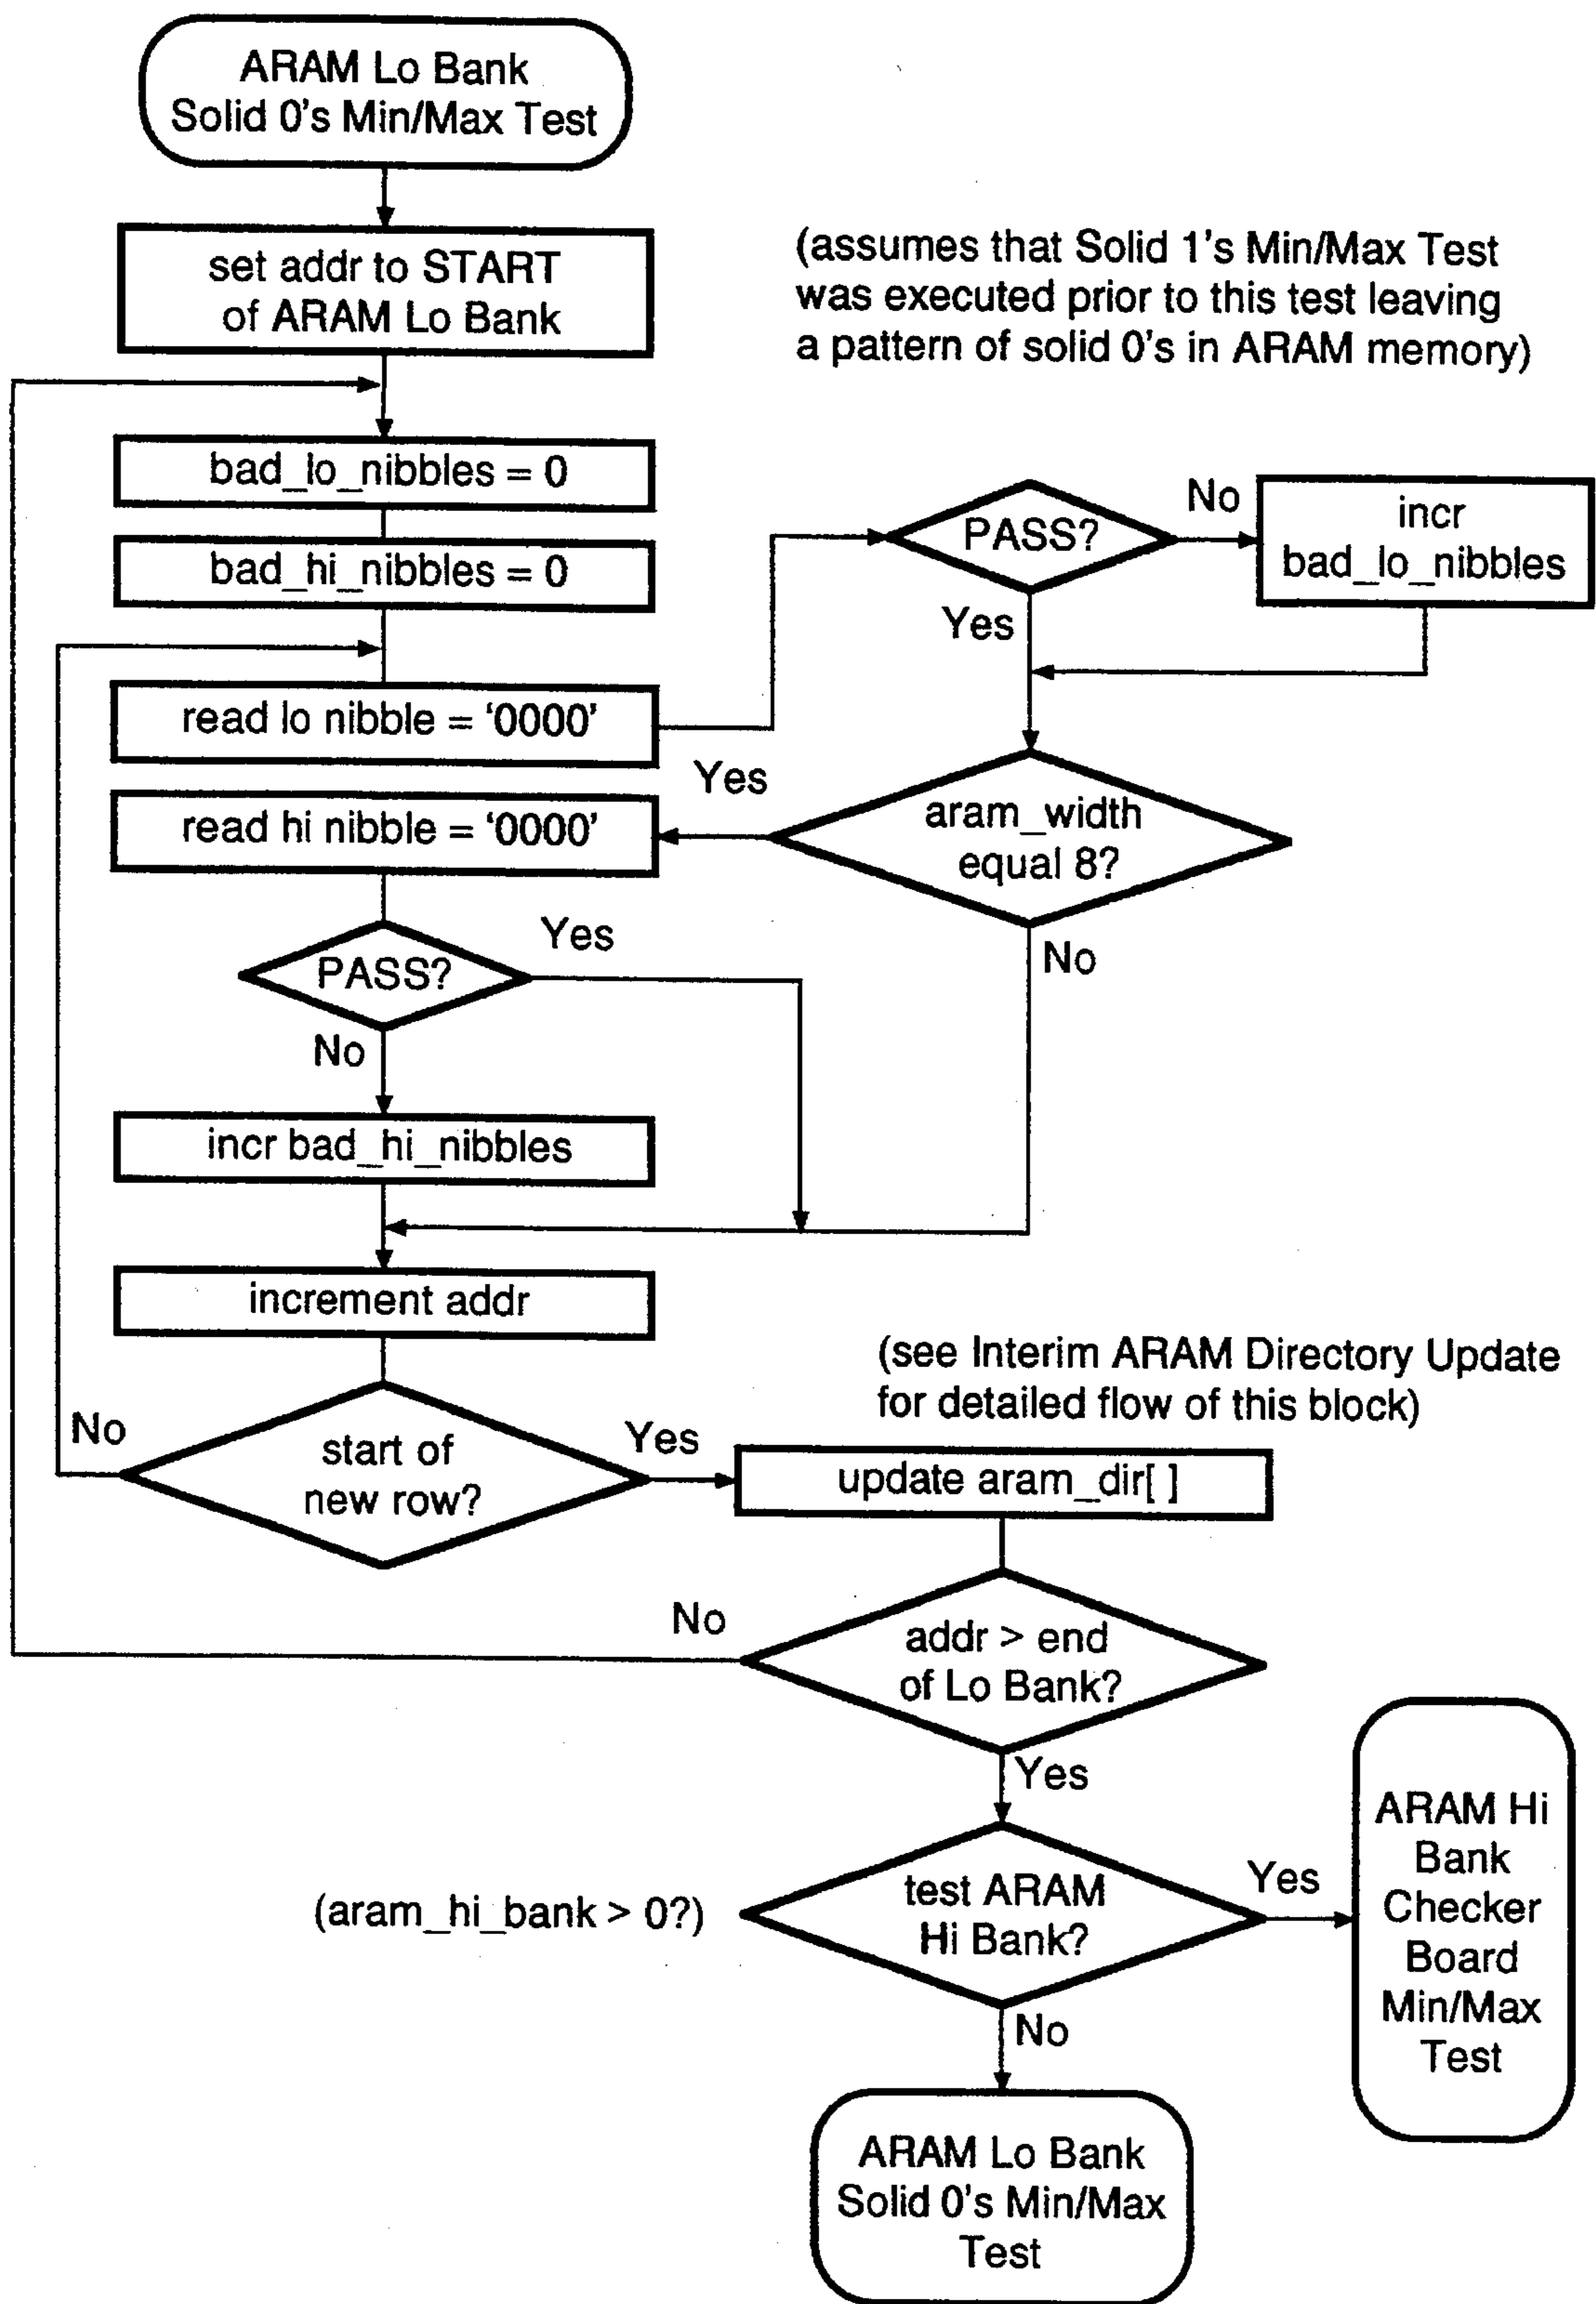 ARAM Lo Bank
Solid 0's Min/Max Test
set addr to START
of ARAM Lo Bank
(assumes that Solid 1's Min/Max Test
was executed prior to this test leaving
a pattern of solid 0's in ARAM memory)
bad_lo_nibbles = 0
bad_hi_nibbles = 0
read lo nibble = ‘0000’
PASS?
No
incr
bad_lo_nibbles
Yes
aram_width
equal 8?
Yes
No
read hi nibble = ‘0000’
PASS?
Yes
No
incr bad_hi_nibbles
increment addr
start of
new row?
No
Yes
(see Interim ARAM Directory Update
for detailed flow of this block)
update aram_dir[ ]
addr > end
of Lo Bank?
No
Yes
(aram_hi_bank > 0?)
test ARAM
Hi Bank?
Yes
No
ARAM Hi
Bank
Checker
Board
Min/Max
Test
ARAM Lo Bank
Solid 0's Min/Max
Test